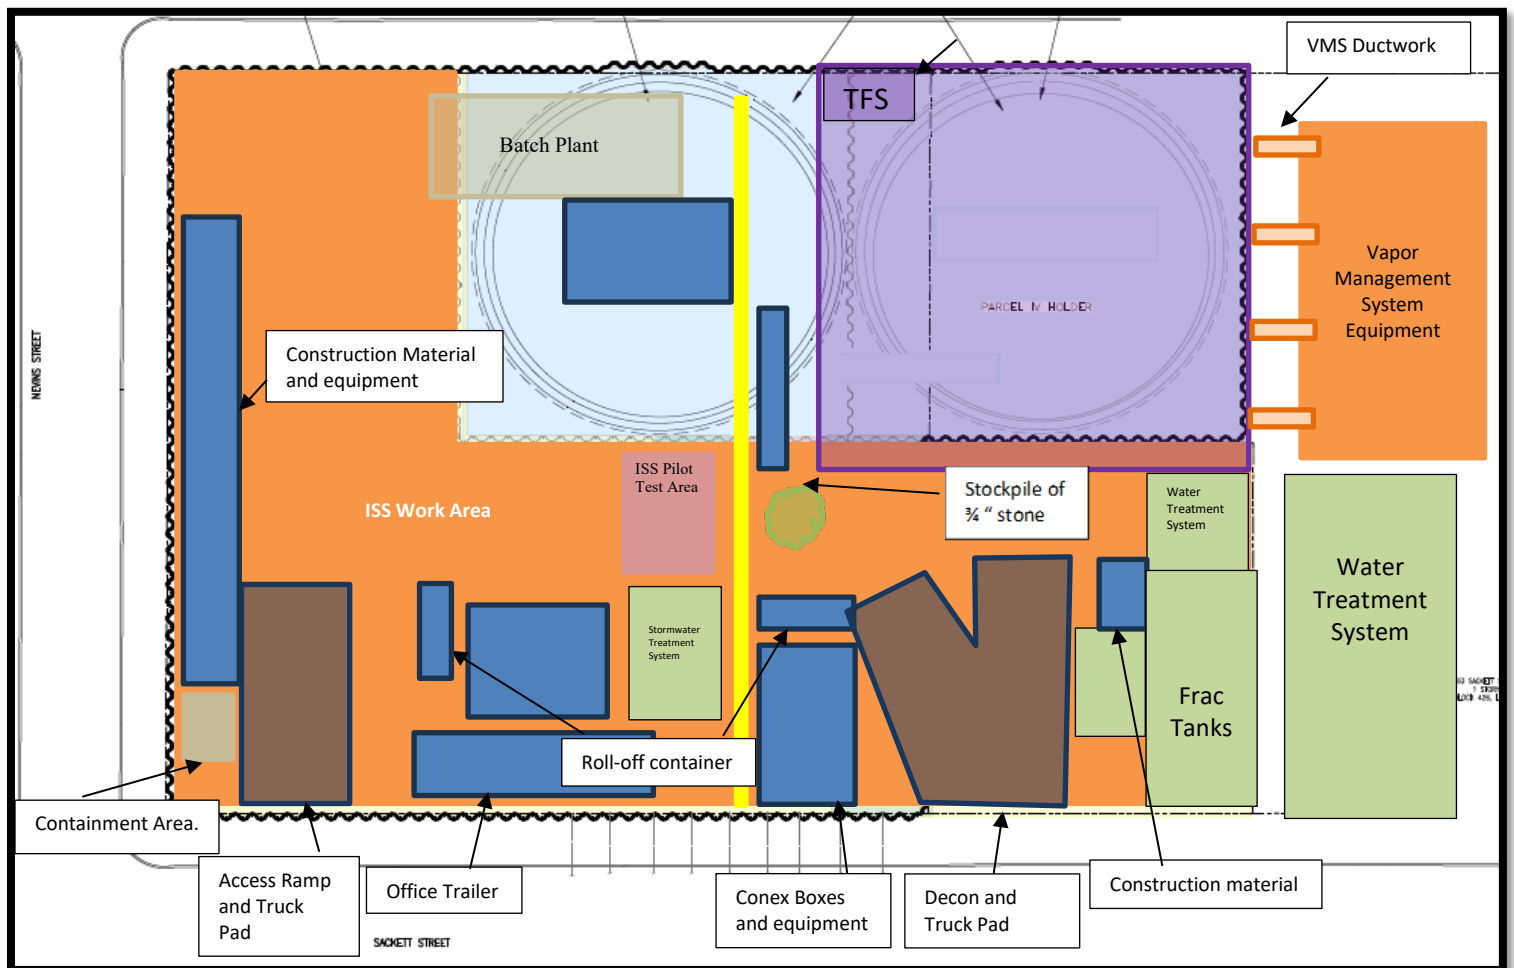 VMS Ductwork
TFS
Batch Plant
Vapor
Management
System
Equipment
PARCEL IV HOLDER
NEVINS STREET
Construction Material
and equipment
ISS Pilot
Test Area
ISS Work Area
Stockpile of
¾ “ stone
Water
Treatment
System
Water
Treatment
System
Stormwater
Treatment
System
Frac
Tanks
SACKETT
1
BLOCK
Roll-off container
Containment Area.
Access Ramp
and Truck
Pad
Office Trailer
Conex Boxes
and equipment
Decon and
Truck Pad
Construction material
SACKETT STREET